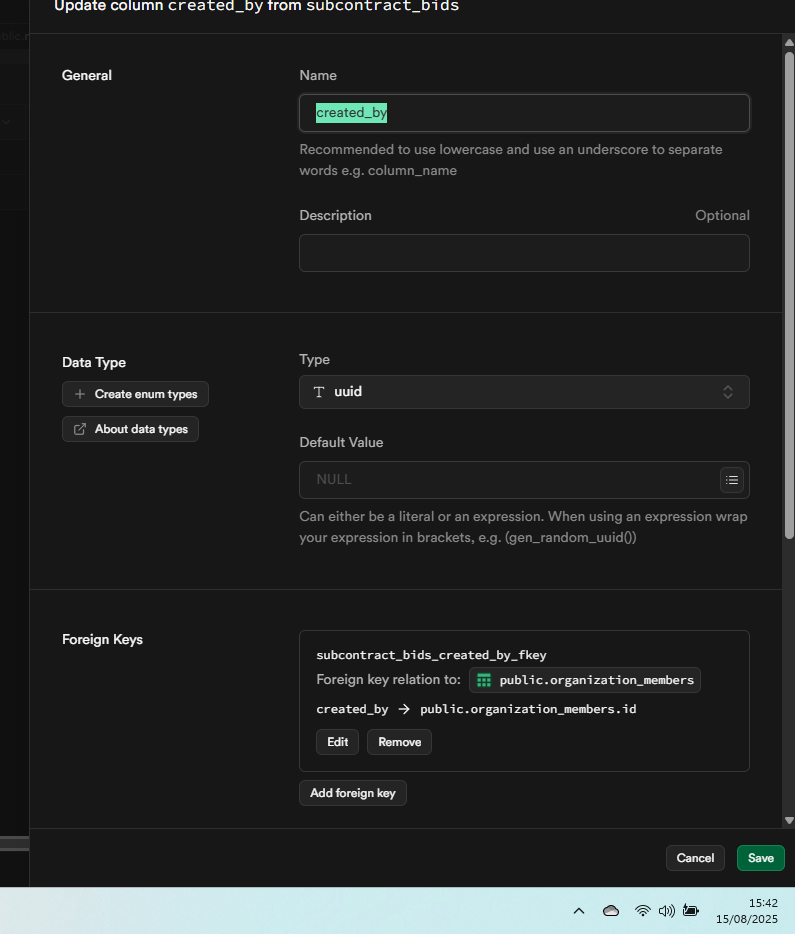 Update column created_by from subcontract_bids
General
Name
created_by
Recommended to use lowercase and use an underscore to separate
words e.g. column_name
Description
Optional
Data Type
Create enum types
About data types
Type
uuid
Default Value
NULL
Can either be a literal or an expression. When using an expression wrap
your expression in brackets, e.g. (gen_random_uuid())
Foreign Keys
subcontract_bids_created_by_fkey
Foreign key relation to: public.organization_members
created_by → public.organization_members.id
Edit
Remove
Add foreign key
Cancel
Save
15:42
15/08/2025